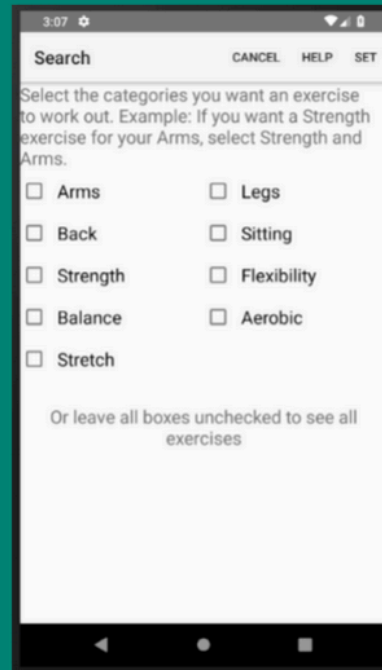 3:07
Search CANCEL HELP SET
Select the categories you want an exercise
to work out. Example: If you want a Strength
exercise for your Arms, select Strength and
Arms.
Arms Legs
Back Sitting
Strength Flexibility
Balance Aerobic
Stretch
Or leave all boxes unchecked to see all
exercises